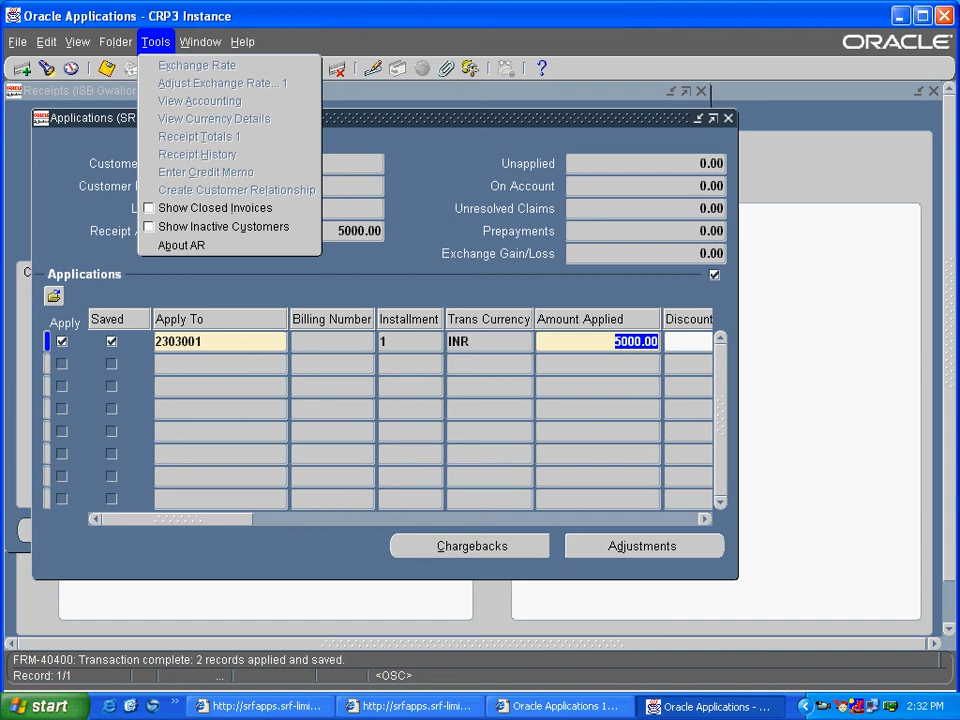 Oracle Applications - CRP3 Instance
File Edit View Folder Tools Window Help
ORACLE
Exchange Rate
Adjust Exchange Rate... 1
View Accounting
View Currency Details
Receipt Totals 1
Receipt History
Enter Credit Memo
Create Customer Relationship
Show Closed Invoices
Show Inactive Customers
About AR
Receipts (ISB Gwalior
Applications (SR
Customer
Customer
Receipt
5000.00
Unapplied 0.00
On Account 0.00
Unresolved Claims 0.00
Prepayments 0.00
Exchange Gain/Loss 0.00
Applications
Apply Saved Apply To Billing Number Installment Trans Currency Amount Applied Discount
2303001 1 INR 5000.00
Chargebacks Adjustments
FRM-40400: Transaction complete: 2 records applied and saved.
Record: 1/1 ... <OSC>
start http://srfapps.srf-limi... http://srfapps.srf-limi... Oracle Applications 1... Oracle Applications - ... 2:32 PM